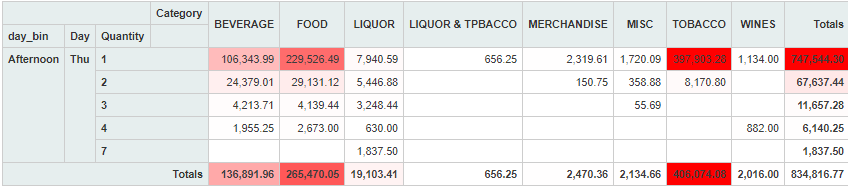 Category
BEVERAGE FOOD LIQUOR LIQUOR & TPBACCO MERCHANDISE MISC TOBACCO WINES Totals
day_bin Day Quantity
Afternoon Thu 1 106,343.99 229,526.49 7,940.59 656.25 2,319.61 1,720.09 397,903.28 1,134.00 747,544.30
2 24,379.01 29,131.12 5,446.88 150.75 358.88 8,170.80 67,637.44
3 4,213.71 4,139.44 3,248.44 55.69 11,657.28
4 1,955.25 2,673.00 630.00 882.00 6,140.25
7 1,837.50 1,837.50
Totals 136,891.96 265,470.05 19,103.41 656.25 2,470.36 2,134.66 406,074.08 2,016.00 834,816.77